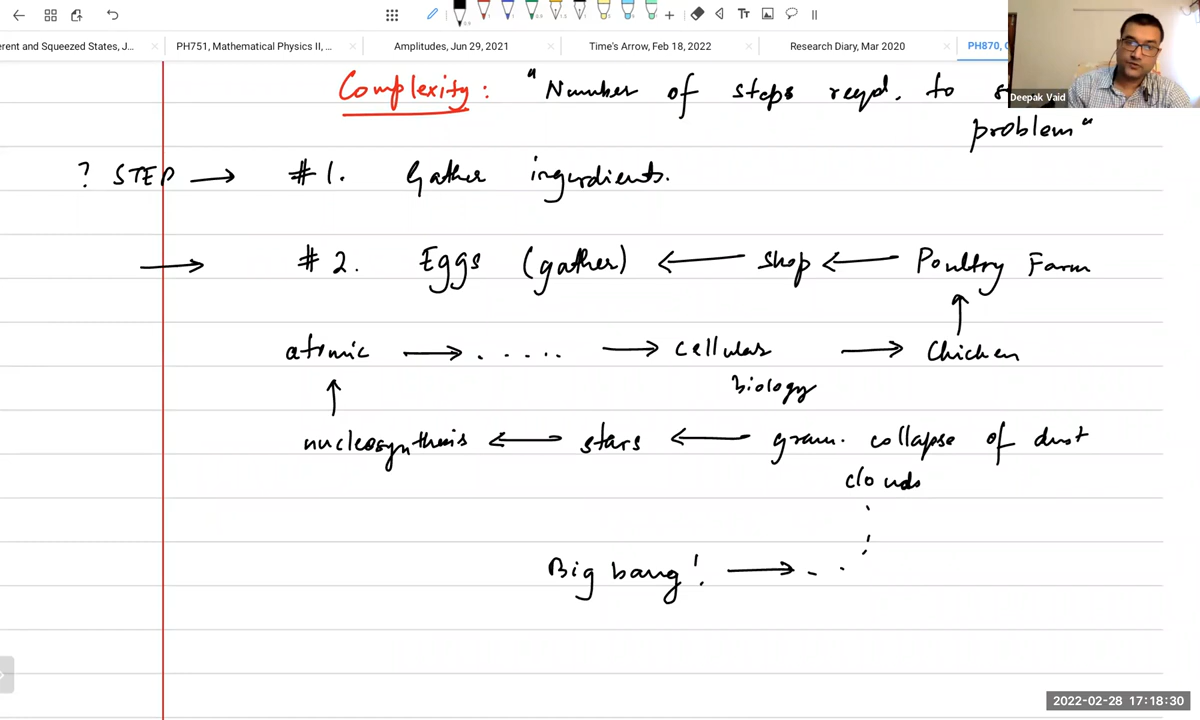 erent and Squeezed States, J... × PH751, Mathematical Physics II, ... × Amplitudes, Jun 29, 2021 × Time's Arrow, Feb 18, 2022 × Research Diary, Mar 2020 × PH870,
Deepak Vaid
Complexity: "Number of steps reqd. to
problem"
? STEP → #1. Gather ingredients.
→ #2. Eggs (gather) ← shop ← Poultry Farm
↑
atomic → ..... → cellular → Chicken
↑ biology
nucleosynthesis ← stars ← grav. collapse of dust
clouds
Big bang! → ...
2022-02-28 17:18:30